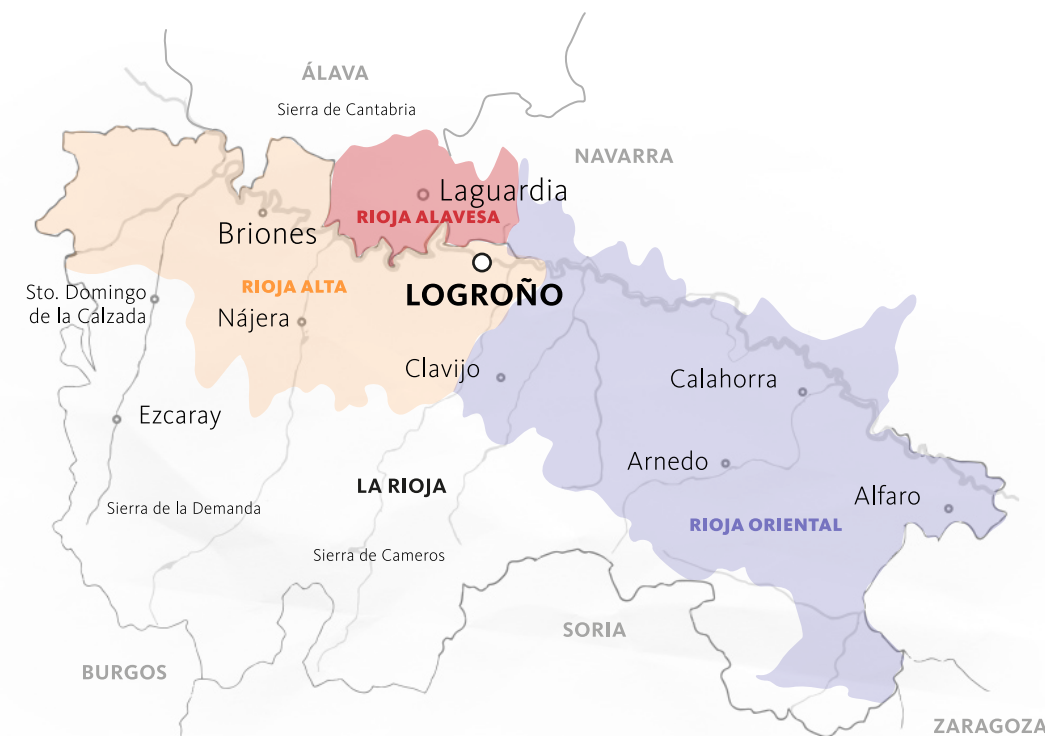 ÁLAVA
Sierra de Cantabria
NAVARRA
Laguardia
RIOJA ALAVESA
Briones
RIOJA ALTA
LOGROÑO
Sto. Domingo
de la Calzada
Nájera
Clavijo
Calahorra
Ezcaray
Arnedo
LA RIOJA
Alfaro
Sierra de la Demanda
RIOJA ORIENTAL
Sierra de Cameros
SORIA
BURGOS
ZARAGOZA